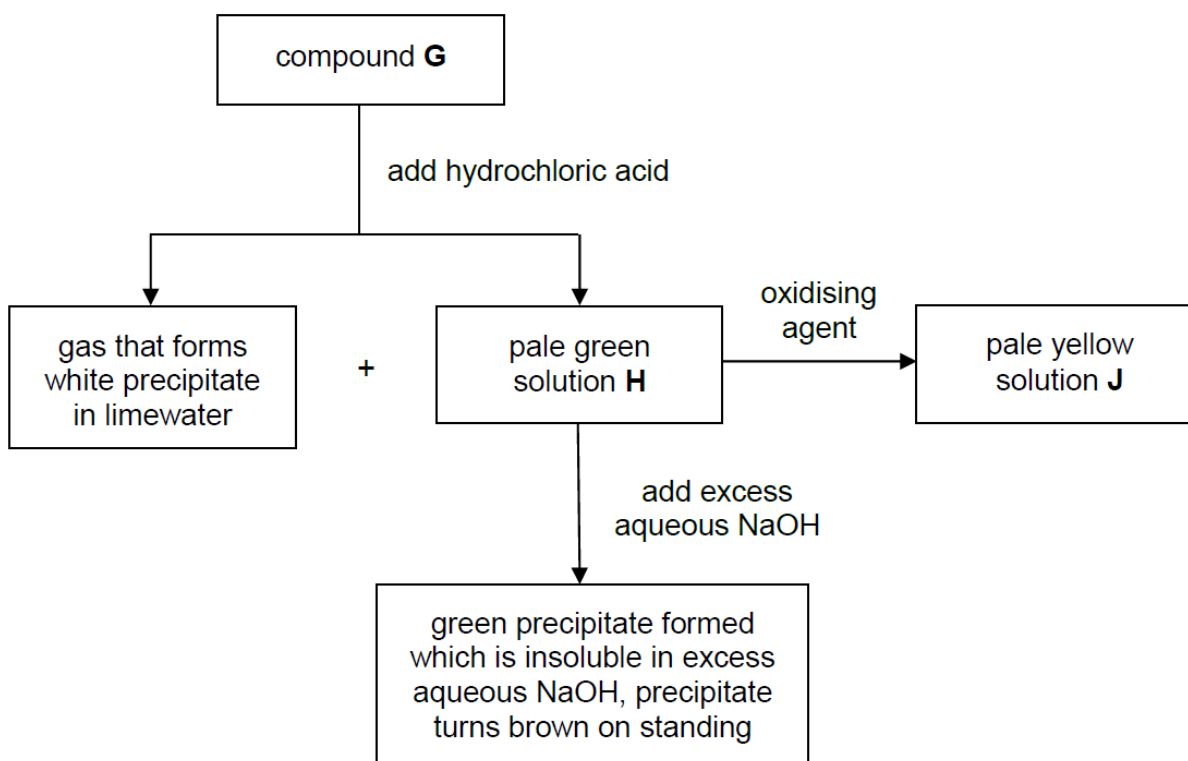 compound G
add hydrochloric acid
gas that forms
white precipitate
in limewater
+
pale green
solution H
oxidising
agent
pale yellow
solution J
add excess
aqueous NaOH
green precipitate formed
which is insoluble in excess
aqueous NaOH, precipitate
turns brown on standing